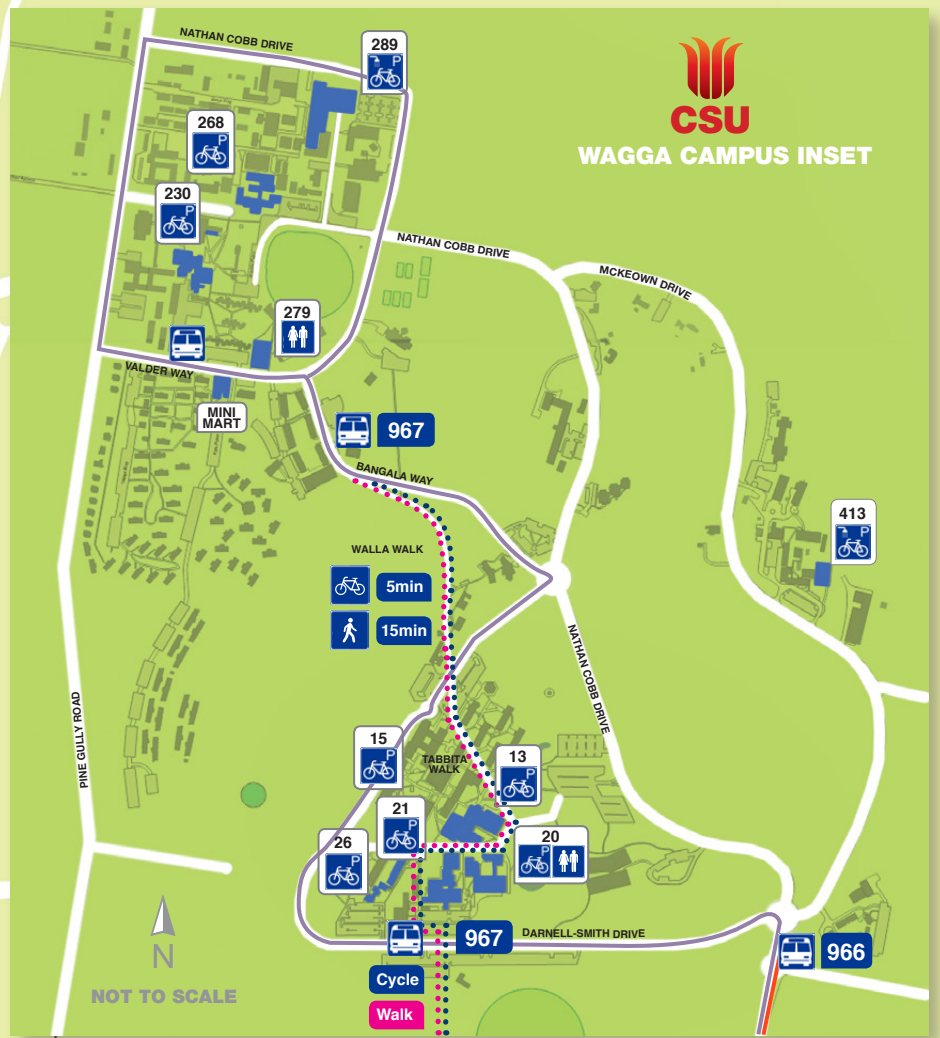 NATHAN COBB DRIVE
289
P
CSU
WAGGA CAMPUS INSET
268
P
230
P
NATHAN COBB DRIVE
MCKEOWN DRIVE
279
VALDER WAY
MINI
MART
967
BANGALA WAY
413
P
WALLA WALK
5min
15min
NATHAN COBB DRIVE
PINE GULLY ROAD
15
P
TABBITA
WALK
13
P
21
P
26
P
20
P
967
DARNELL-SMITH DRIVE
966
N
NOT TO SCALE
Cycle
Walk